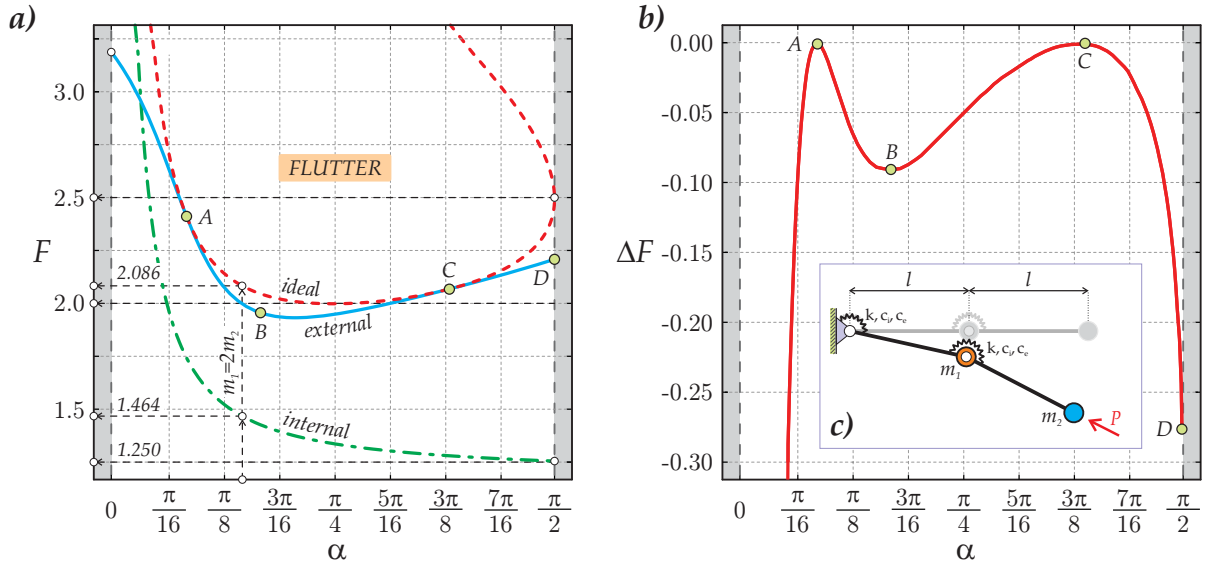 a)
F
3.0
2.5
2.0
1.5
2.086
1.464
1.250
FLUTTER
A
B
C
D
ideal
external
internal
m₁=2m₂
0
π/16
π/8
3π/16
π/4
5π/16
3π/8
7π/16
π/2
α
b)
ΔF
0.00
-0.05
-0.10
-0.15
-0.20
-0.25
-0.30
A
B
C
D
l
l
k, cᵢ, cₑ
k, cᵢ, cₑ
m₁
m₂
P
c)
0
π/16
π/8
3π/16
π/4
5π/16
3π/8
7π/16
π/2
α